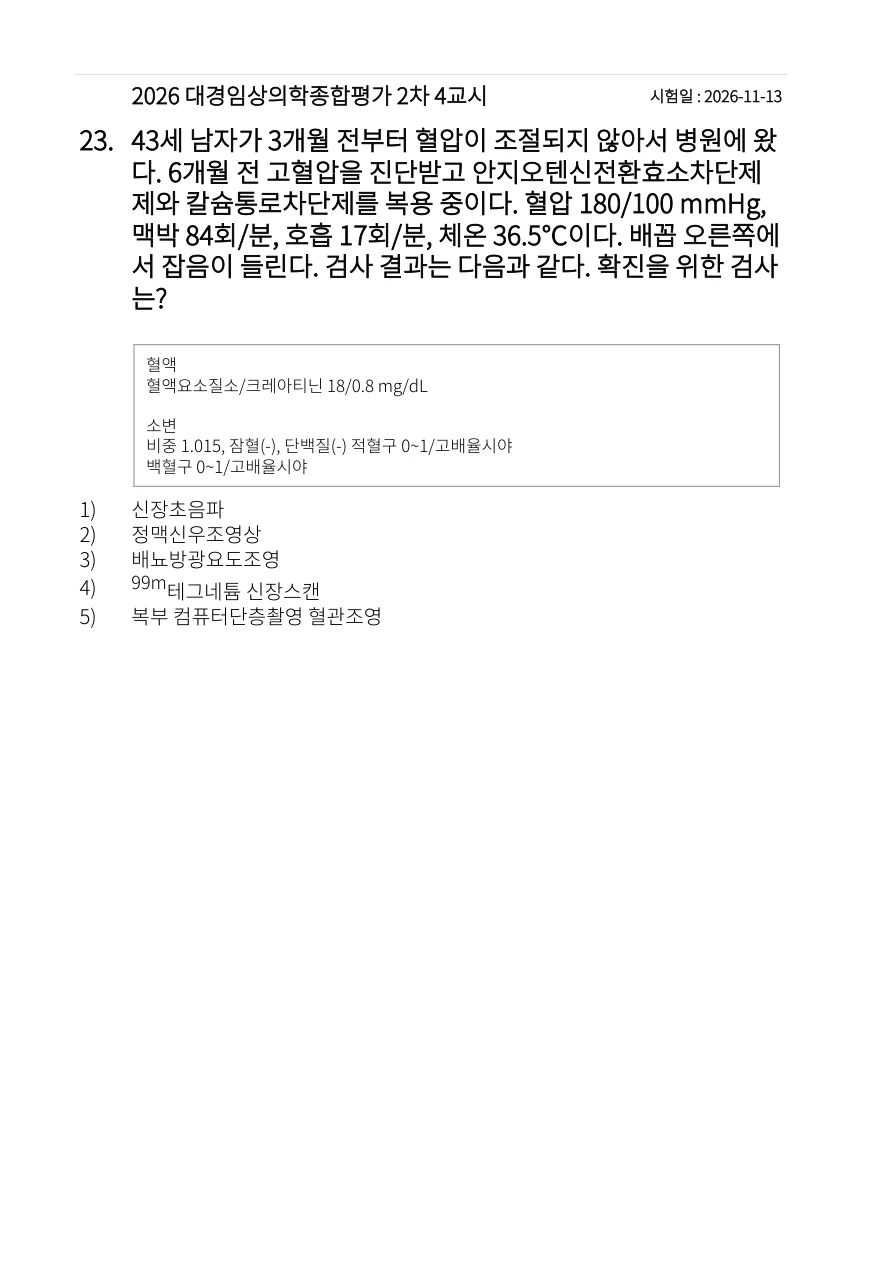 2026 대경임상의학종합평가 2차 4교시
시험일 : 2026-11-13
23. 43세 남자가 3개월 전부터 혈압이 조절되지 않아서 병원에 왔
다. 6개월 전 고혈압을 진단받고 안지오텐신전환효소차단제
제와 칼슘통로차단제를 복용 중이다. 혈압 180/100 mmHg,
맥박 84회/분, 호흡 17회/분, 체온 36.5℃이다. 배꼽 오른쪽에
서 잡음이 들린다. 검사 결과는 다음과 같다. 확진을 위한 검사
는?
혈액
혈액요소질소/크레아티닌 18/0.8 mg/dL
소변
비중 1.015, 잠혈(-), 단백질(-) 적혈구 0~1/고배율시야
백혈구 0~1/고배율시야
1) 신장초음파
2) 정맥신우조영상
3) 배뇨방광요도조영
4) 99m테그네튬 신장스캔
5) 복부 컴퓨터단층촬영 혈관조영